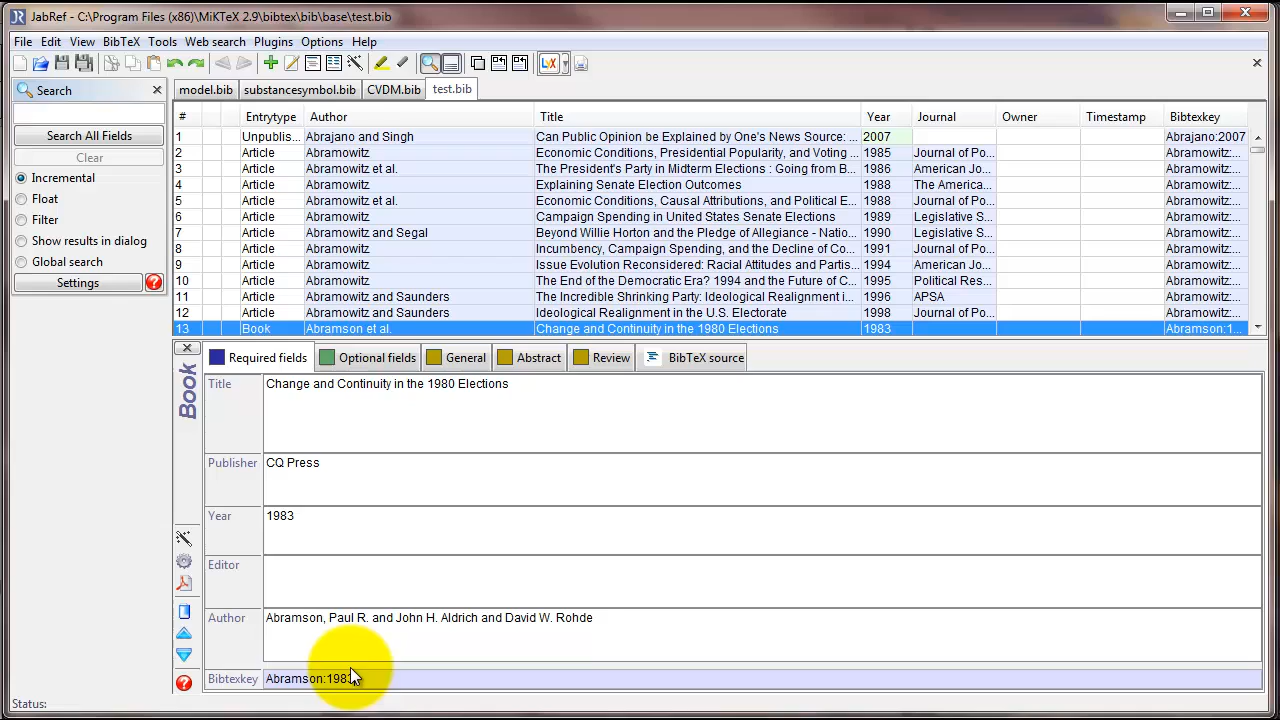 JabRef - C:\Program Files (x86)\MiKTeX 2.9\bibtex\bib\base\test.bib
File Edit View BibTeX Tools Web search Plugins Options Help
model.bib substancesymbol.bib CVDM.bib test.bib
Search
Search All Fields
Clear
Incremental
Float
Filter
Show results in dialog
Global search
Settings
# Entrytype Author Title Year Journal Owner Timestamp Bibtexkey
1 Unpublis... Abrajano and Singh Can Public Opinion be Explained by One's News Source: ... 2007 Abrajano:2007
2 Article Abramowitz Economic Conditions, Presidential Popularity, and Voting ... 1985 Journal of Po... Abramowitz:...
3 Article Abramowitz et al. The President's Party in Midterm Elections : Going from B... 1986 American Jo... Abramowitz:...
4 Article Abramowitz Explaining Senate Election Outcomes 1988 The America... Abramowitz:...
5 Article Abramowitz et al. Economic Conditions, Causal Attributions, and Political E... 1988 Journal of Po... Abramowitz:...
6 Article Abramowitz Campaign Spending in United States Senate Elections 1989 Legislative S... Abramowitz:...
7 Article Abramowitz and Segal Beyond Willie Horton and the Pledge of Allegiance - Natio... 1990 Legislative S... Abramowitz:...
8 Article Abramowitz Incumbency, Campaign Spending, and the Decline of Co... 1991 Journal of Po... Abramowitz:...
9 Article Abramowitz Issue Evolution Reconsidered: Racial Attitudes and Partis... 1994 American Jo... Abramowitz:...
10 Article Abramowitz The End of the Democratic Era? 1994 and the Future of C... 1995 Political Res... Abramowitz:...
11 Article Abramowitz and Saunders The Incredible Shrinking Party: Ideological Realignment i... 1996 APSA Abramowitz:...
12 Article Abramowitz and Saunders Ideological Realignment in the U.S. Electorate 1998 Journal of Po... Abramowitz:...
13 Book Abramson et al. Change and Continuity in the 1980 Elections 1983 Abramson:1...
Book
Required fields Optional fields General Abstract Review BibTeX source
Title Change and Continuity in the 1980 Elections
Publisher CQ Press
Year 1983
Editor
Author Abramson, Paul R. and John H. Aldrich and David W. Rohde
Bibtexkey Abramson:1983
Status: